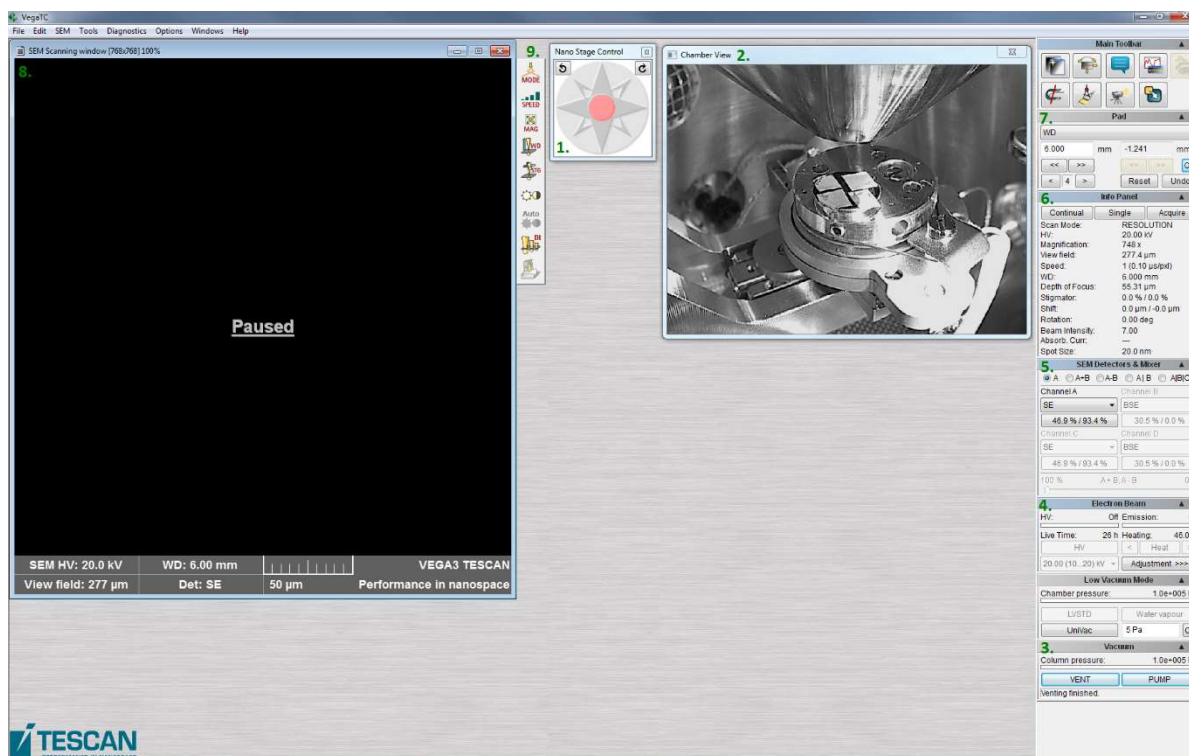 VegaTC
File Edit SEM Tools Diagnostics Options Windows Help
SEM Scanning window [768x768] 100%
8.
Paused
SEM HV: 20.0 kV WD: 6.00 mm VEGA3 TESCAN
View field: 277 µm Det: SE 50 µm Performance in nanospace
9.
MODE
SPEED
MAG
WD
STG
Auto
Nano Stage Control
1.
Chamber View 2.
Main Toolbar
7. Pad
WD
6.000 mm -1.241 mm
<< >> << >>
< 4 > Reset Undo
6. Info Panel
Continual Single Acquire
Scan Mode: RESOLUTION
HV: 20.00 kV
Magnification: 748 x
View field: 277.4 µm
Speed: 1 (0.10 µs/pxl)
WD: 6.000 mm
Depth of Focus: 55.31 µm
Stigmator: 0.0 % / 0.0 %
Shift: 0.0 µm / -0.0 µm
Rotation: 0.00 deg
Beam Intensity: 7.00
Absorb. Curr: ---
Spot Size: 20.0 nm
5. SEM Detectors & Mixer
A A+B A-B A|B A|B|C
Channel A Channel B
SE BSE
46.9 % / 93.4 % 30.5 % / 0.0 %
Channel C Channel D
SE BSE
46.9 % / 93.4 % 30.5 % / 0.0 %
100 % A+B, A-B 0
4. Electron Beam
HV: Off Emission:
Live Time: 26 h Heating: 46.0
HV < Heat
20.00 (10..20) kV Adjustment >>>
Low Vacuum Mode
Chamber pressure: 1.0e+005
LVSTD Water vapour
UniVac 5 Pa
3. Vacuum
Column pressure: 1.0e+005
VENT PUMP
Venting finished.
TESCAN